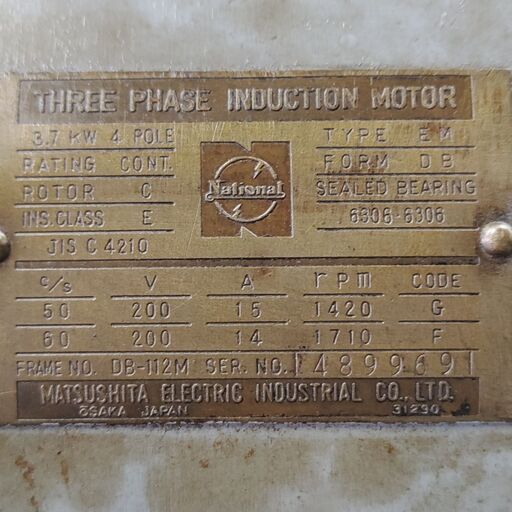 THREE PHASE INDUCTION MOTOR
3.7 KW 4 POLE
RATING CONT.
ROTOR C
INS.CLASS E
JIS C 4210
National
TYPE EM
FORM DB
SEALED BEARING
6306-6306
C/S V A rpm CODE
50 200 15 1420 G
60 200 14 1710 F
FRAME NO. DB-112M SER. NO. 4899691
MATSUSHITA ELECTRIC INDUSTRIAL CO., LTD.
OSAKA JAPAN 31290